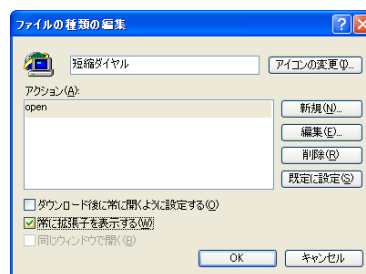 ファイルの種類の編集
短縮ダイヤル
アイコンの変更(I)...
アクション(A):
open
新規(N)...
編集(E)...
削除(R)
既定に設定(S)
ダウンロード後に常に開くように設定する(O)
常に拡張子を表示する(W)
同じウィンドウで開く(B)
OK
キャンセル